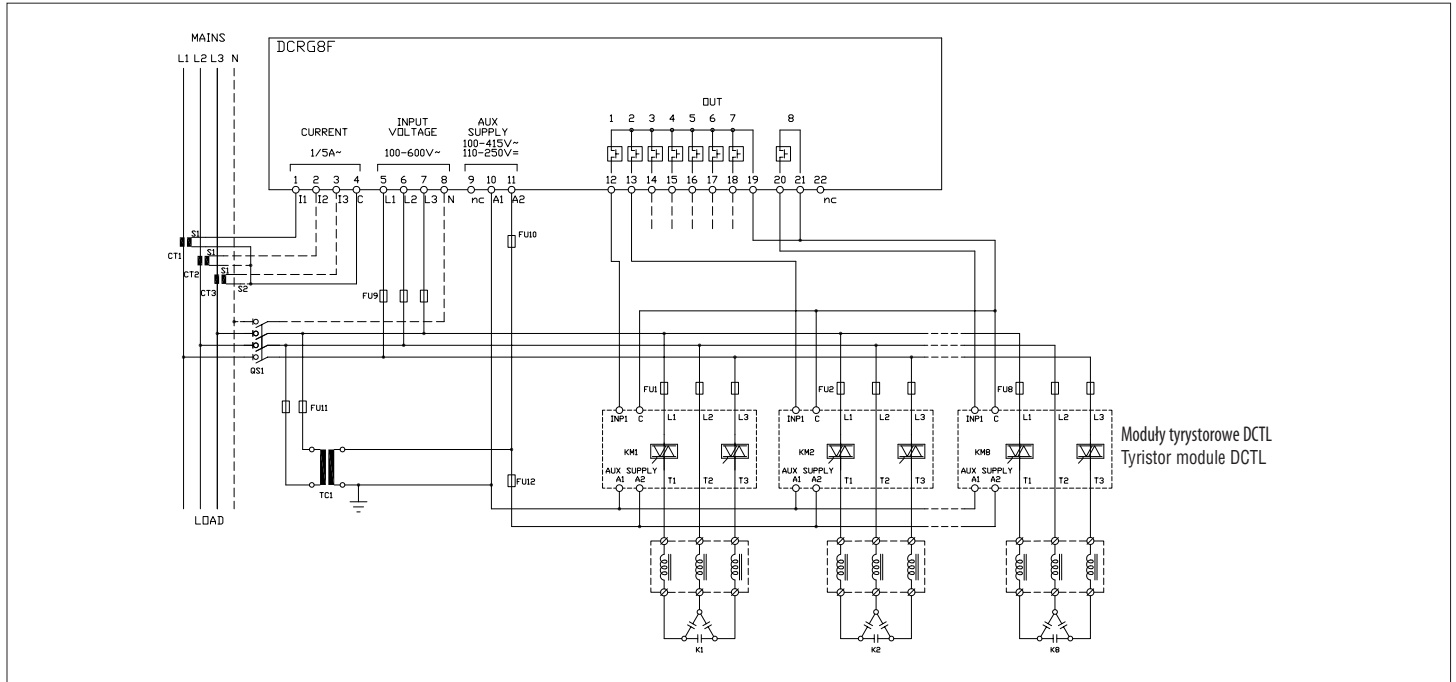 MAINS
L1 L2 L3 N
DCRG8F
OUT
1 2 3 4 5 6 7 8
CURRENT
1/5A~
INPUT
VOLTAGE
100-600V~
AUX
SUPPLY
100-415V~
110-250V=
1 2 3 4 5 6 7 8 9 10 11 12 13 14 15 16 17 18 19 20 21 22
I1 I2 I3 C L1 L2 L3 N nc A1 A2 nc
S1
CT1
S1
CT2
S1
CT3
S2
FU10
FU9
QS1
FU11
TC1
FU12
LOAD
FU1 FU2 FU8
INP1 C L1 L2 L3
KM1
AUX SUPPLY
A1 A2 T1 T2 T3
INP1 C L1 L2 L3
KM2
AUX SUPPLY
A1 A2 T1 T2 T3
INP1 C L1 L2 L3
KM8
AUX SUPPLY
A1 A2 T1 T2 T3
Moduły tyrystorowe DCTL
Tyristor module DCTL
K1 K2 K8